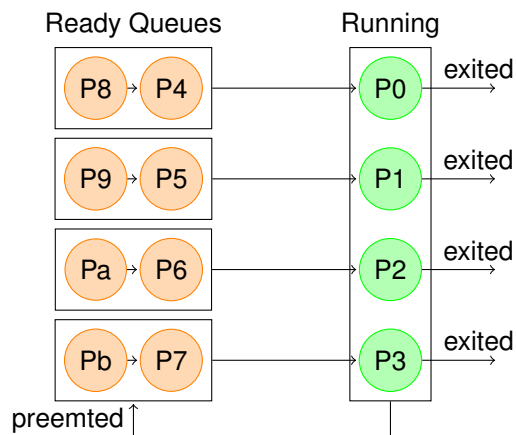 Ready Queues Running
P8 P4 P0 exited
P9 P5 P1 exited
Pa P6 P2 exited
Pb P7 P3 exited
preemted